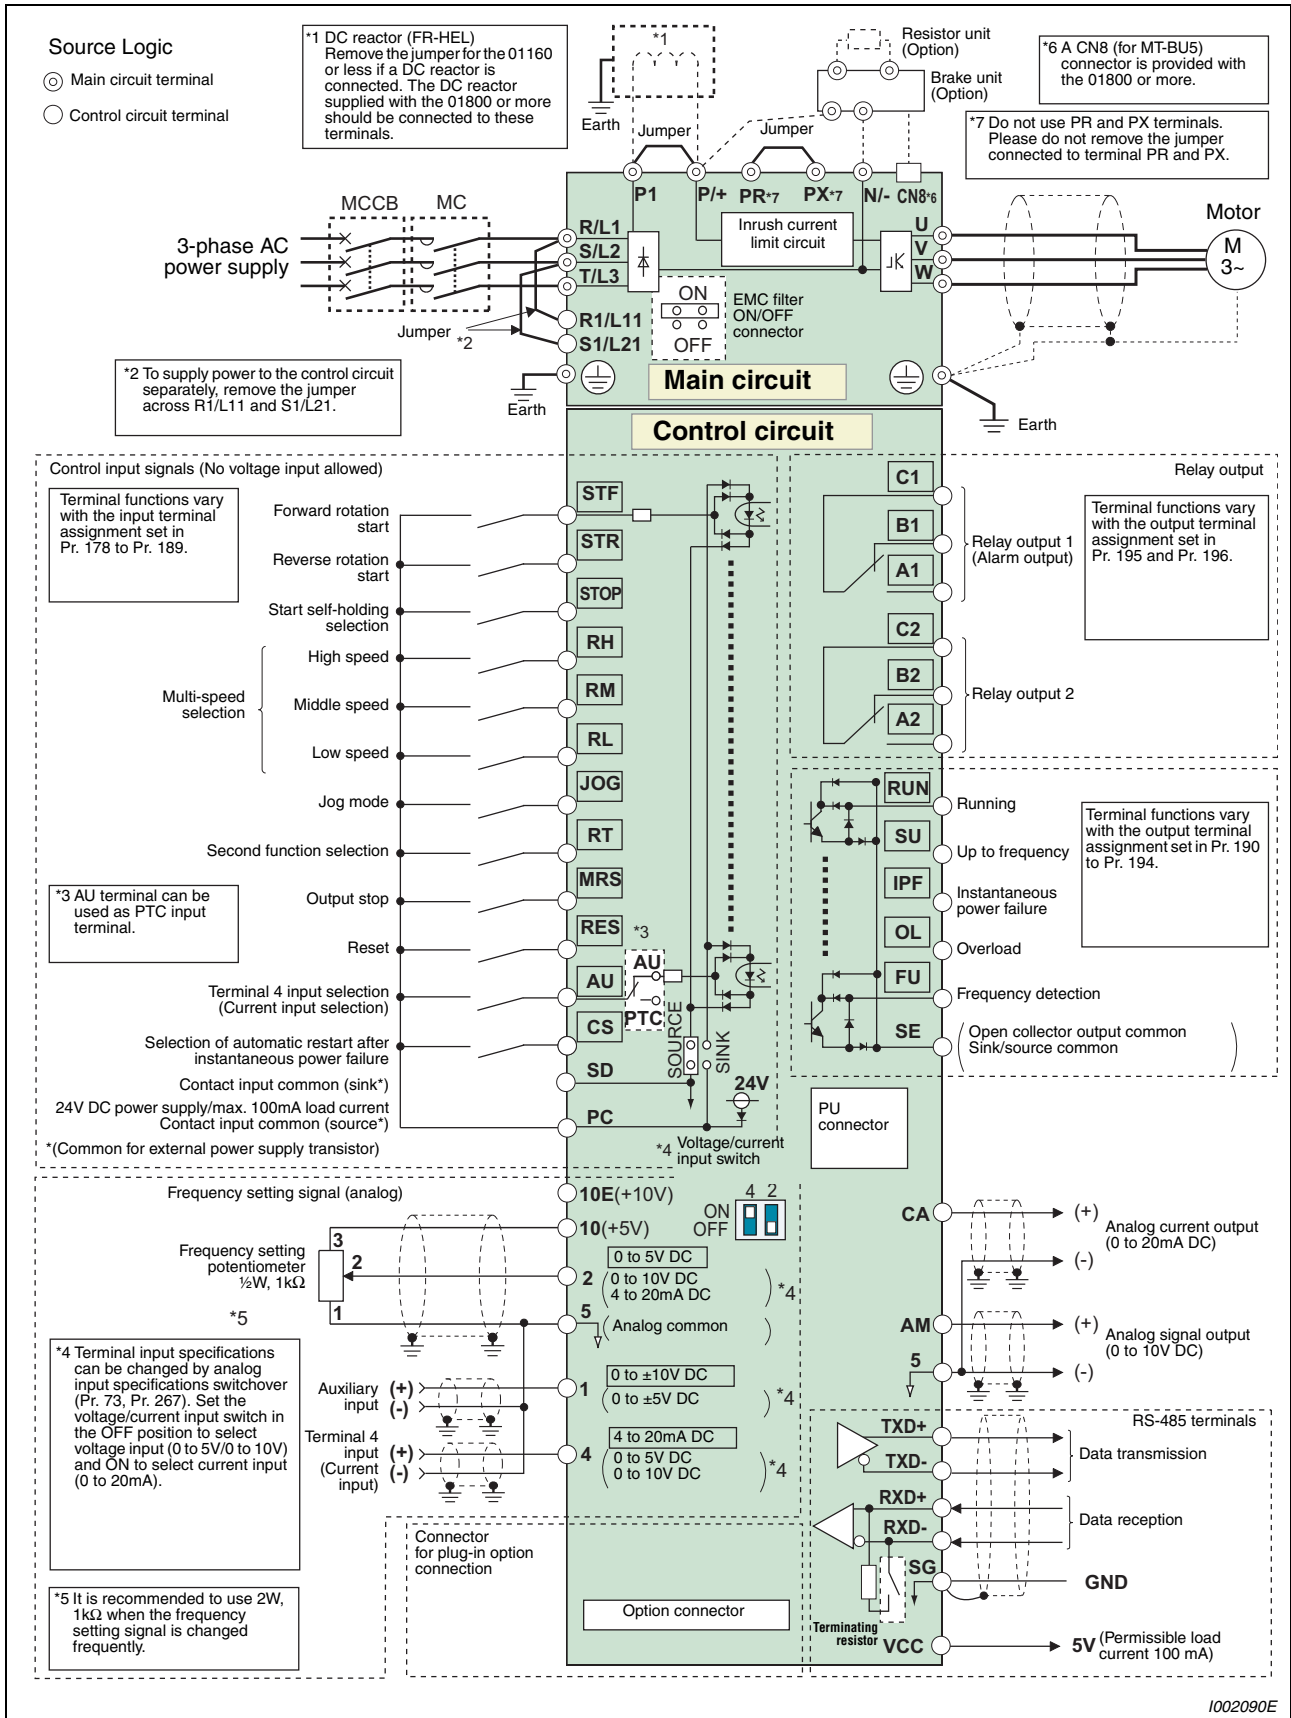 Source Logic
Main circuit terminal
Control circuit terminal
*1 DC reactor (FR-HEL)
Remove the jumper for the 01160
or less if a DC reactor is
connected. The DC reactor
supplied with the 01800 or more
should be connected to these
terminals.
*1
Earth
Jumper
Jumper
Resistor unit
(Option)
Brake unit
(Option)
*6 A CN8 (for MT-BU5)
connector is provided with
the 01800 or more.
*7 Do not use PR and PX terminals.
Please do not remove the jumper
connected to terminal PR and PX.
P1
P/+
PR*7
PX*7
N/-
CN8*6
MCCB
MC
3-phase AC
power supply
R/L1
S/L2
T/L3
R1/L11
S1/L21
Jumper
*2
Inrush current
limit circuit
ON
OFF
EMC filter
ON/OFF
connector
U
V
W
Motor
M
3~
*2 To supply power to the control circuit
separately, remove the jumper
across R1/L11 and S1/L21.
Earth
Main circuit
Earth
Control circuit
Control input signals (No voltage input allowed)
Terminal functions vary
with the input terminal
assignment set in
Pr. 178 to Pr. 189.
Forward rotation
start
STF
Reverse rotation
start
STR
Start self-holding
selection
STOP
Multi-speed
selection
High speed
RH
Middle speed
RM
Low speed
RL
Jog mode
JOG
Second function selection
RT
*3 AU terminal can be
used as PTC input
terminal.
Output stop
MRS
Reset
RES
*3
AU
PTC
Terminal 4 input selection
(Current input selection)
AU
Selection of automatic restart after
instantaneous power failure
CS
SOURCE
SINK
Contact input common (sink*)
SD
24V
24V DC power supply/max. 100mA load current
Contact input common (source*)
PC
*(Common for external power supply transistor)
*4
Voltage/current
input switch
Relay output
C1
B1
A1
Relay output 1
(Alarm output)
Terminal functions vary
with the output terminal
assignment set in
Pr. 195 and Pr. 196.
C2
B2
A2
Relay output 2
RUN
Running
SU
Up to frequency
IPF
Instantaneous
power failure
OL
Overload
FU
Frequency detection
SE
Open collector output common
Sink/source common
Terminal functions vary
with the output terminal
assignment set in Pr. 190
to Pr. 194.
PU
connector
Frequency setting signal (analog)
10E(+10V)
10(+5V)
4 2
ON
OFF
Frequency setting
potentiometer
½W, 1kΩ
*5
3
2
1
2
0 to 5V DC
0 to 10V DC
4 to 20mA DC
*4
5
Analog common
*4 Terminal input specifications
can be changed by analog
input specifications switchover
(Pr. 73, Pr. 267). Set the
voltage/current input switch in
the OFF position to select
voltage input (0 to 5V/0 to 10V)
and ON to select current input
(0 to 20mA).
Auxiliary
input
(+)
(-)
1
0 to ±10V DC
0 to ±5V DC
*4
Terminal 4
input
(Current
input)
(+)
(-)
4
4 to 20mA DC
0 to 5V DC
0 to 10V DC
*4
*5 It is recommended to use 2W,
1kΩ when the frequency
setting signal is changed
frequently.
Connector
for plug-in option
connection
Option connector
CA
(+)
(-)
Analog current output
(0 to 20mA DC)
AM
5
(+)
(-)
Analog signal output
(0 to 10V DC)
RS-485 terminals
TXD+
TXD-
Data transmission
RXD+
RXD-
Data reception
SG
GND
Terminating
resistor
VCC
5V
(Permissible load
current 100 mA)
I002090E